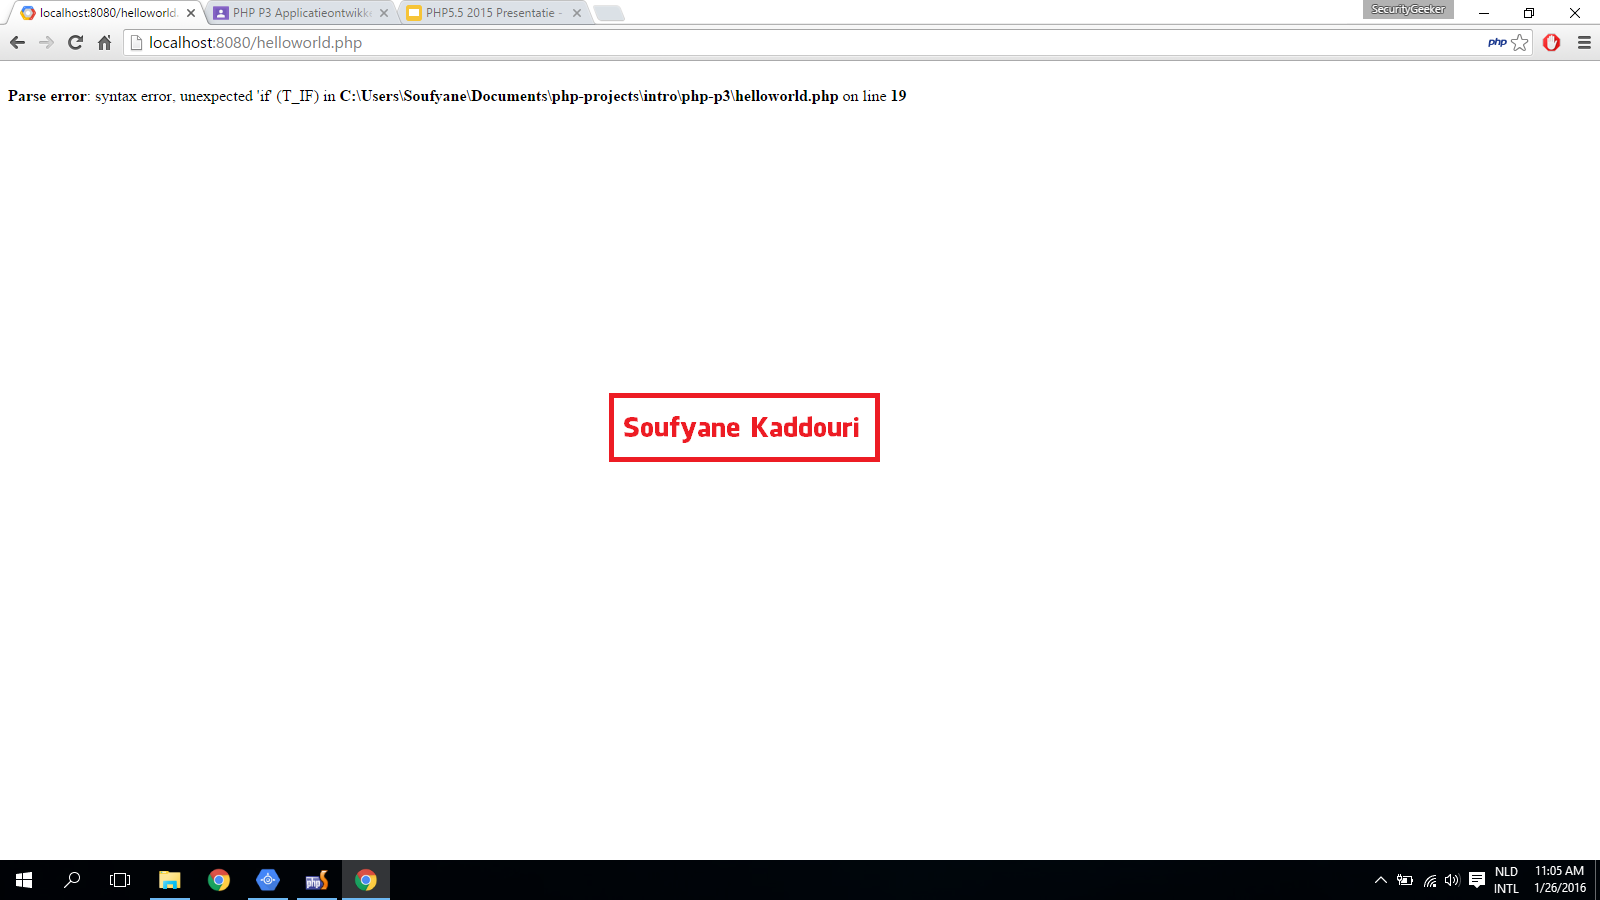 SecurityGeeker
localhost:8080/helloworld.
PHP P3 Applicatieontwikke
PHP5.5 2015 Presentatie -
localhost:8080/helloworld.php
php
Parse error: syntax error, unexpected 'if' (T_IF) in C:\Users\Soufyane\Documents\php-projects\intro\php-p3\helloworld.php on line 19
Soufyane Kaddouri
php
NLD
INTL
11:05 AM
1/26/2016